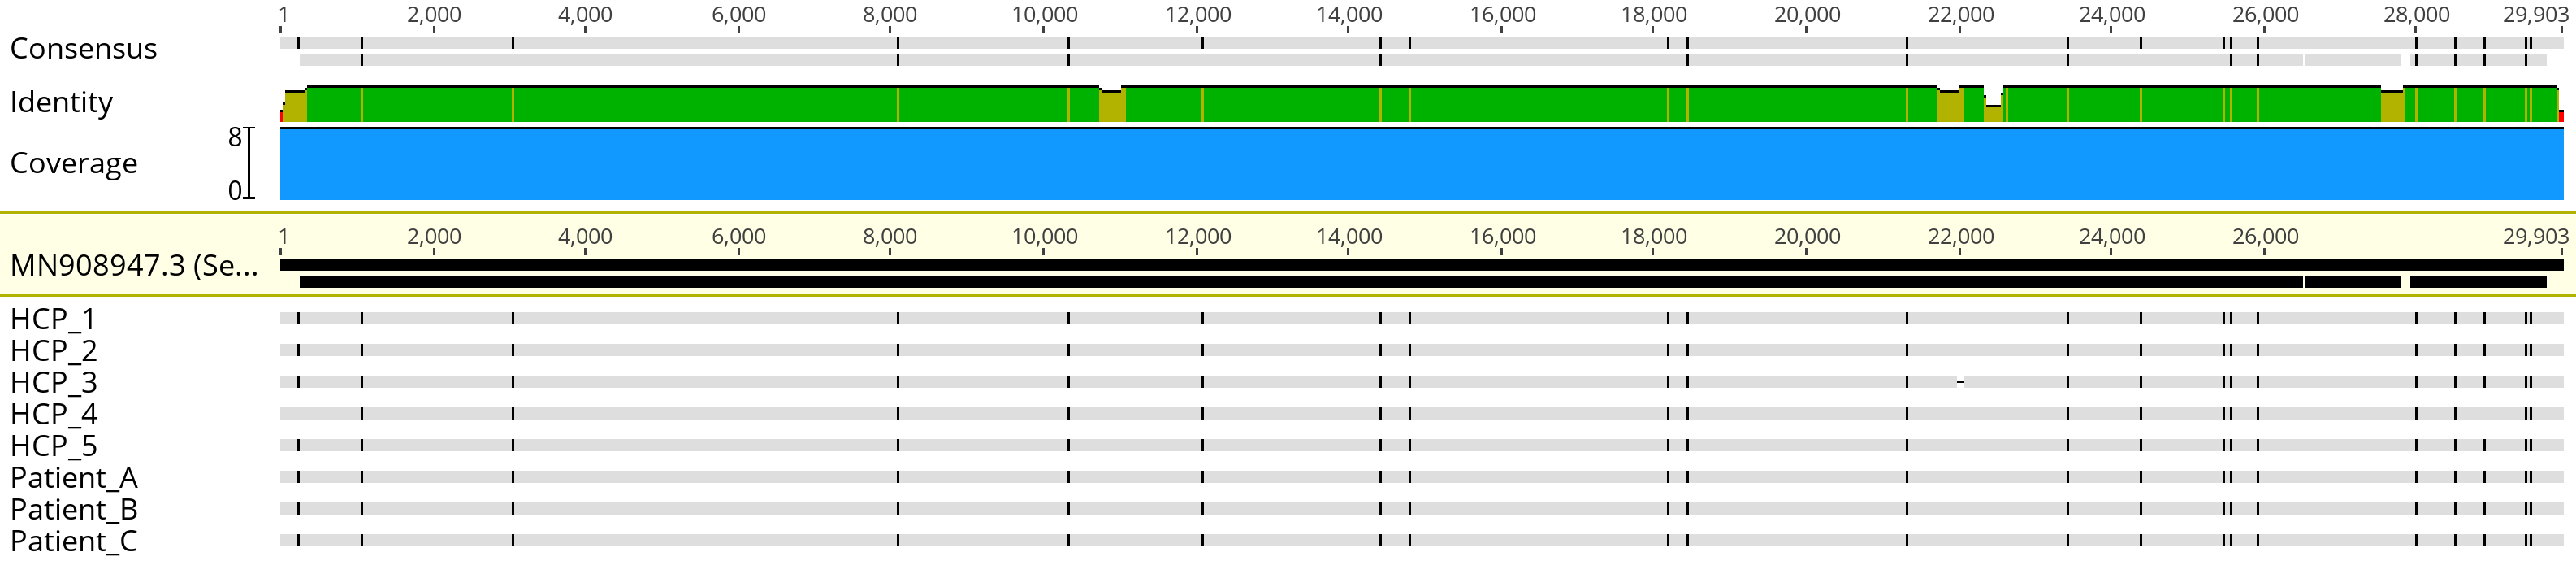 1 2,000 4,000 6,000 8,000 10,000 12,000 14,000 16,000 18,000 20,000 22,000 24,000 26,000 28,000 29,903
Consensus
Identity
8
Coverage
0
1 2,000 4,000 6,000 8,000 10,000 12,000 14,000 16,000 18,000 20,000 22,000 24,000 26,000 29,903
MN908947.3 (Se...
HCP_1
HCP_2
HCP_3
HCP_4
HCP_5
Patient_A
Patient_B
Patient_C